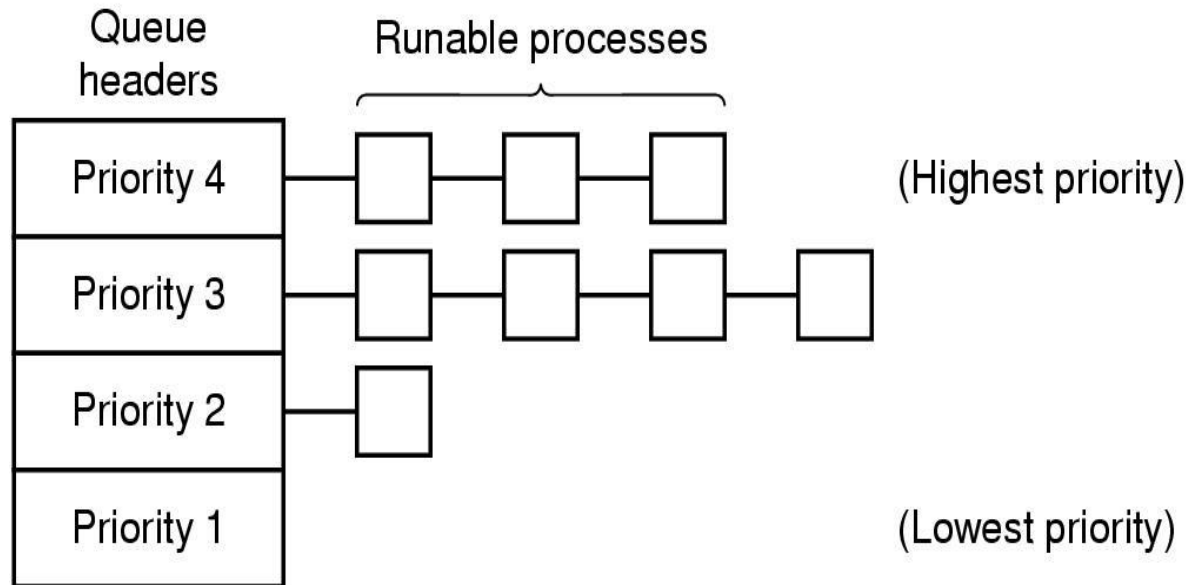 Queue
headers
Runable processes
Priority 4
(Highest priority)
Priority 3
Priority 2
Priority 1
(Lowest priority)